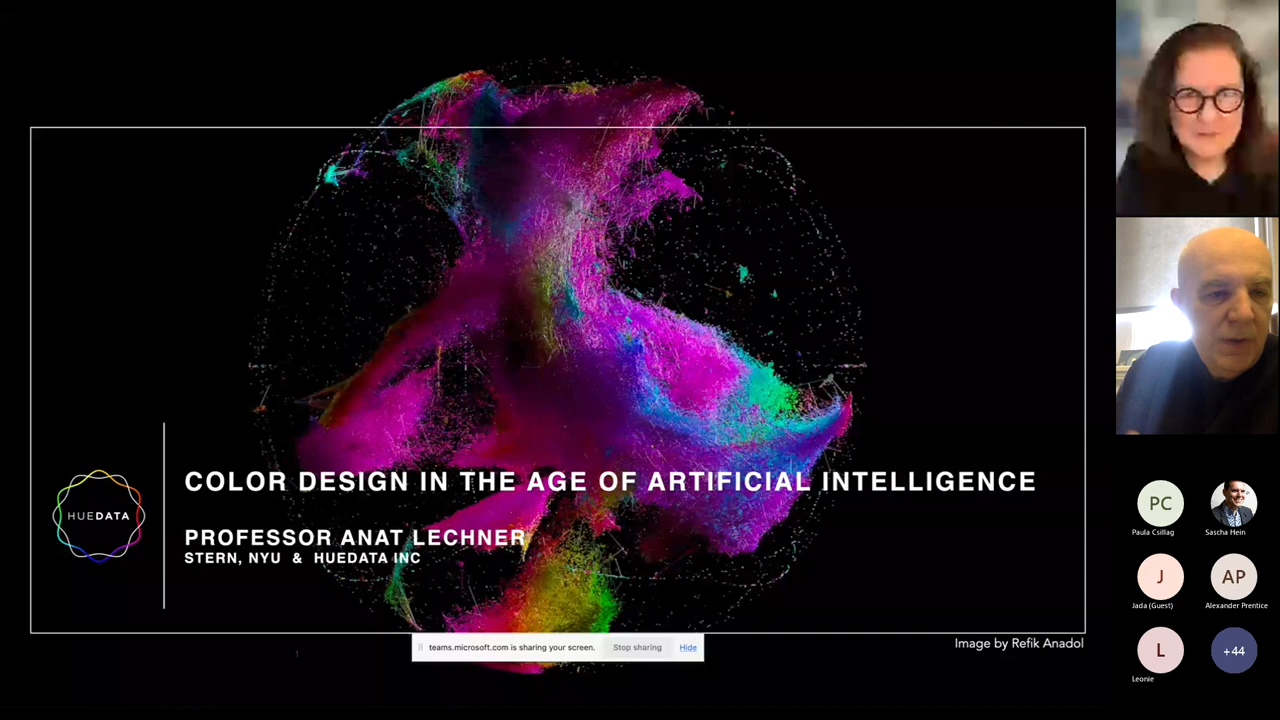 COLOR DESIGN IN THE AGE OF ARTIFICIAL INTELLIGENCE
HUEDATA
PROFESSOR ANAT LECHNER
STERN, NYU & HUEDATA INC
teams.microsoft.com is sharing your screen.
Stop sharing
Hide
Image by Refik Anadol
PC
Paula Csillag
Sascha Hein
J
Jada (Guest)
AP
Alexander Prentice
L
Leonie
+44